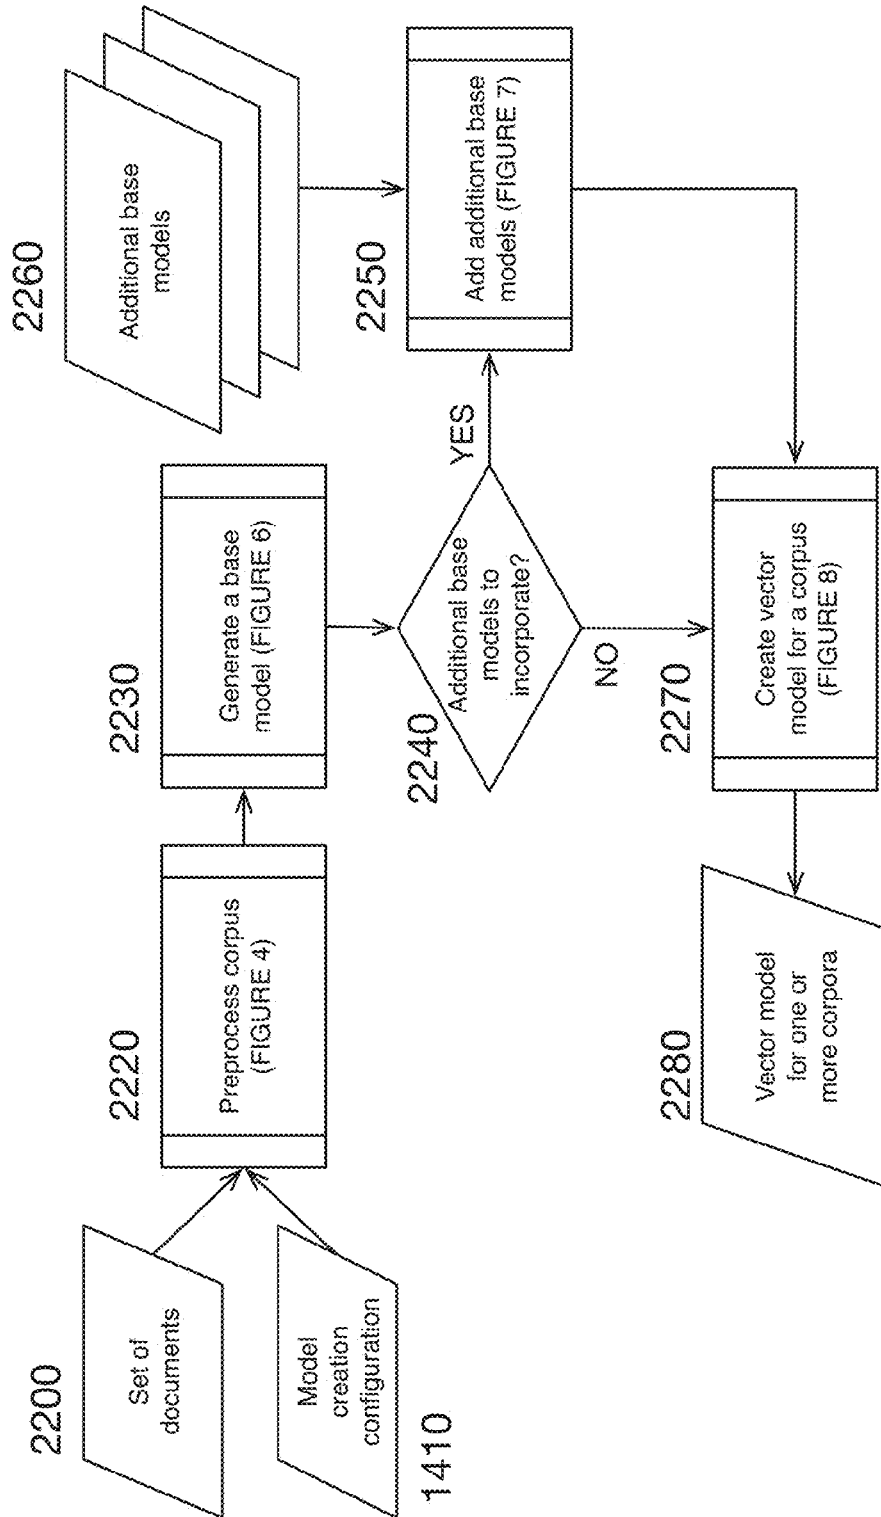 2200
Set of
documents
Model
creation
configuration
1410
2220
Preprocess corpus
(FIGURE 4)
2230
Generate a base
model (FIGURE 6)
2240
Additional base
models to
incorporate?
YES
NO
2260
Additional base
models
2250
Add additional base
models (FIGURE 7)
2270
Create vector
model for a corpus
(FIGURE 8)
2280
Vector model
for one or
more corpora